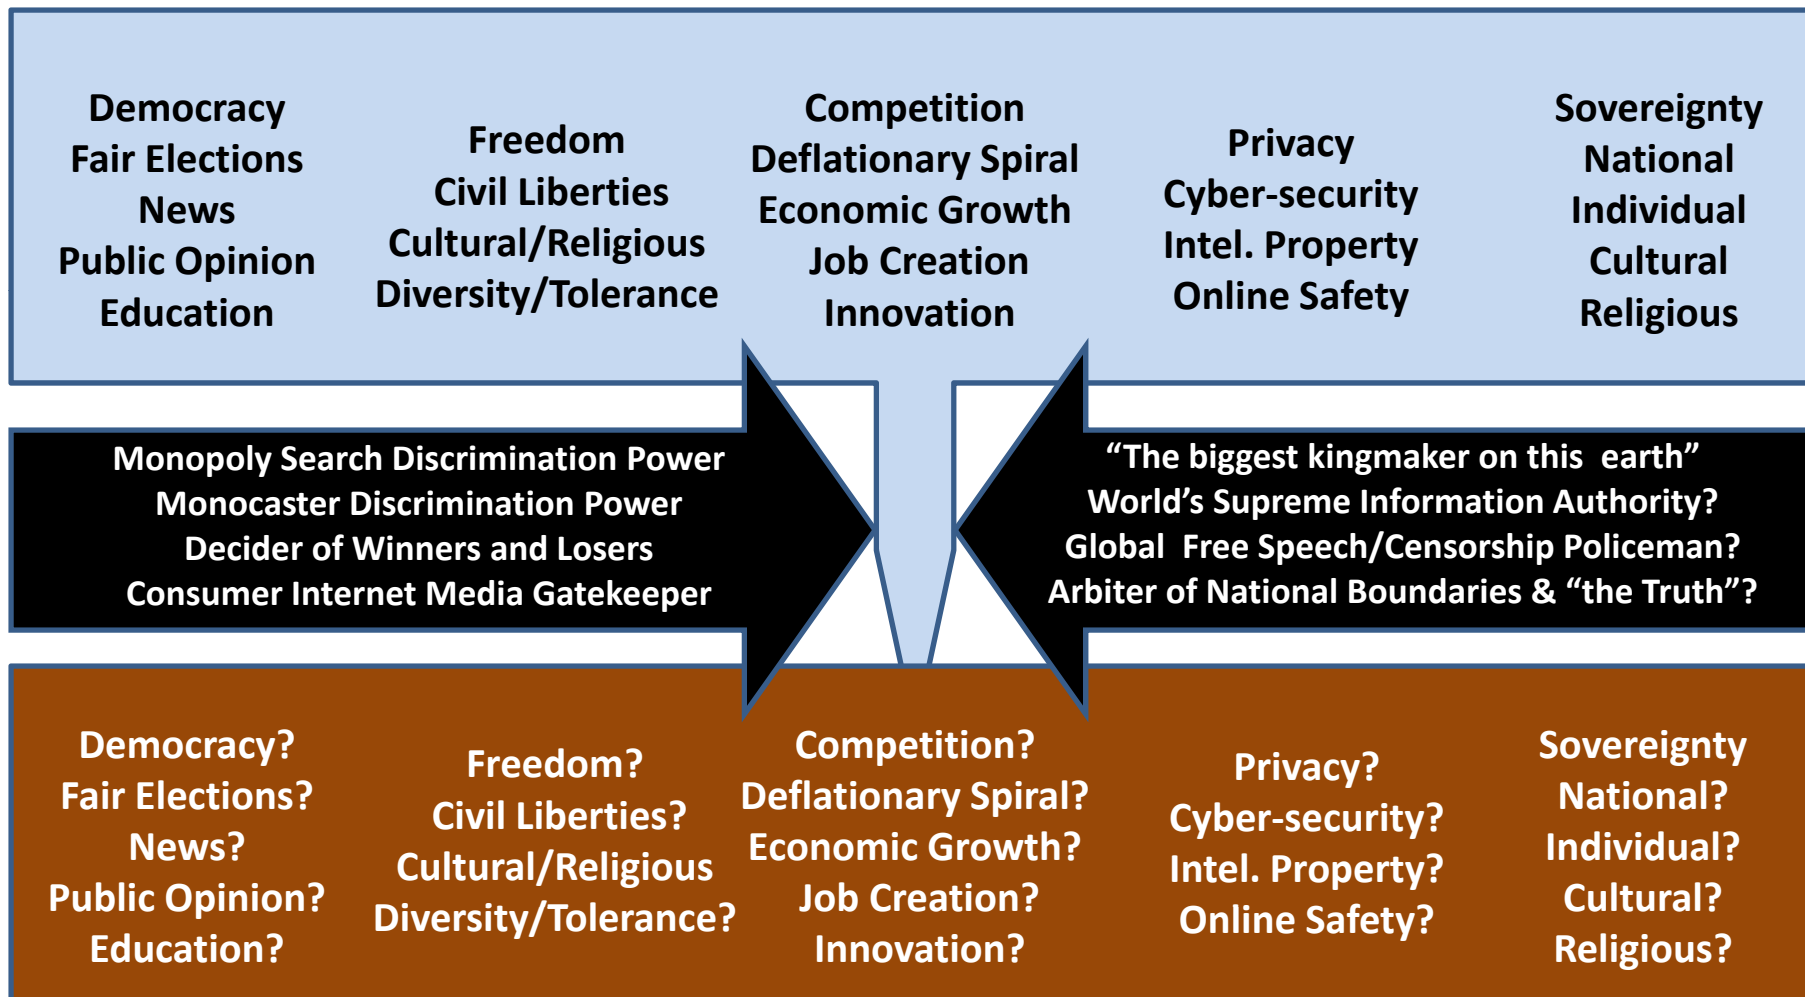 Democracy
Fair Elections
News
Public Opinion
Education
Freedom
Civil Liberties
Cultural/Religious
Diversity/Tolerance
Competition
Deflationary Spiral
Economic Growth
Job Creation
Innovation
Privacy
Cyber-security
Intel. Property
Online Safety
Sovereignty
National
Individual
Cultural
Religious
Monopoly Search Discrimination Power
Monocaster Discrimination Power
Decider of Winners and Losers
Consumer Internet Media Gatekeeper
“The biggest kingmaker on this earth”
World’s Supreme Information Authority?
Global Free Speech/Censorship Policeman?
Arbiter of National Boundaries & “the Truth”?
Democracy?
Fair Elections?
News?
Public Opinion?
Education?
Freedom?
Civil Liberties?
Cultural/Religious
Diversity/Tolerance?
Competition?
Deflationary Spiral?
Economic Growth?
Job Creation?
Innovation?
Privacy?
Cyber-security?
Intel. Property?
Online Safety?
Sovereignty
National?
Individual?
Cultural?
Religious?